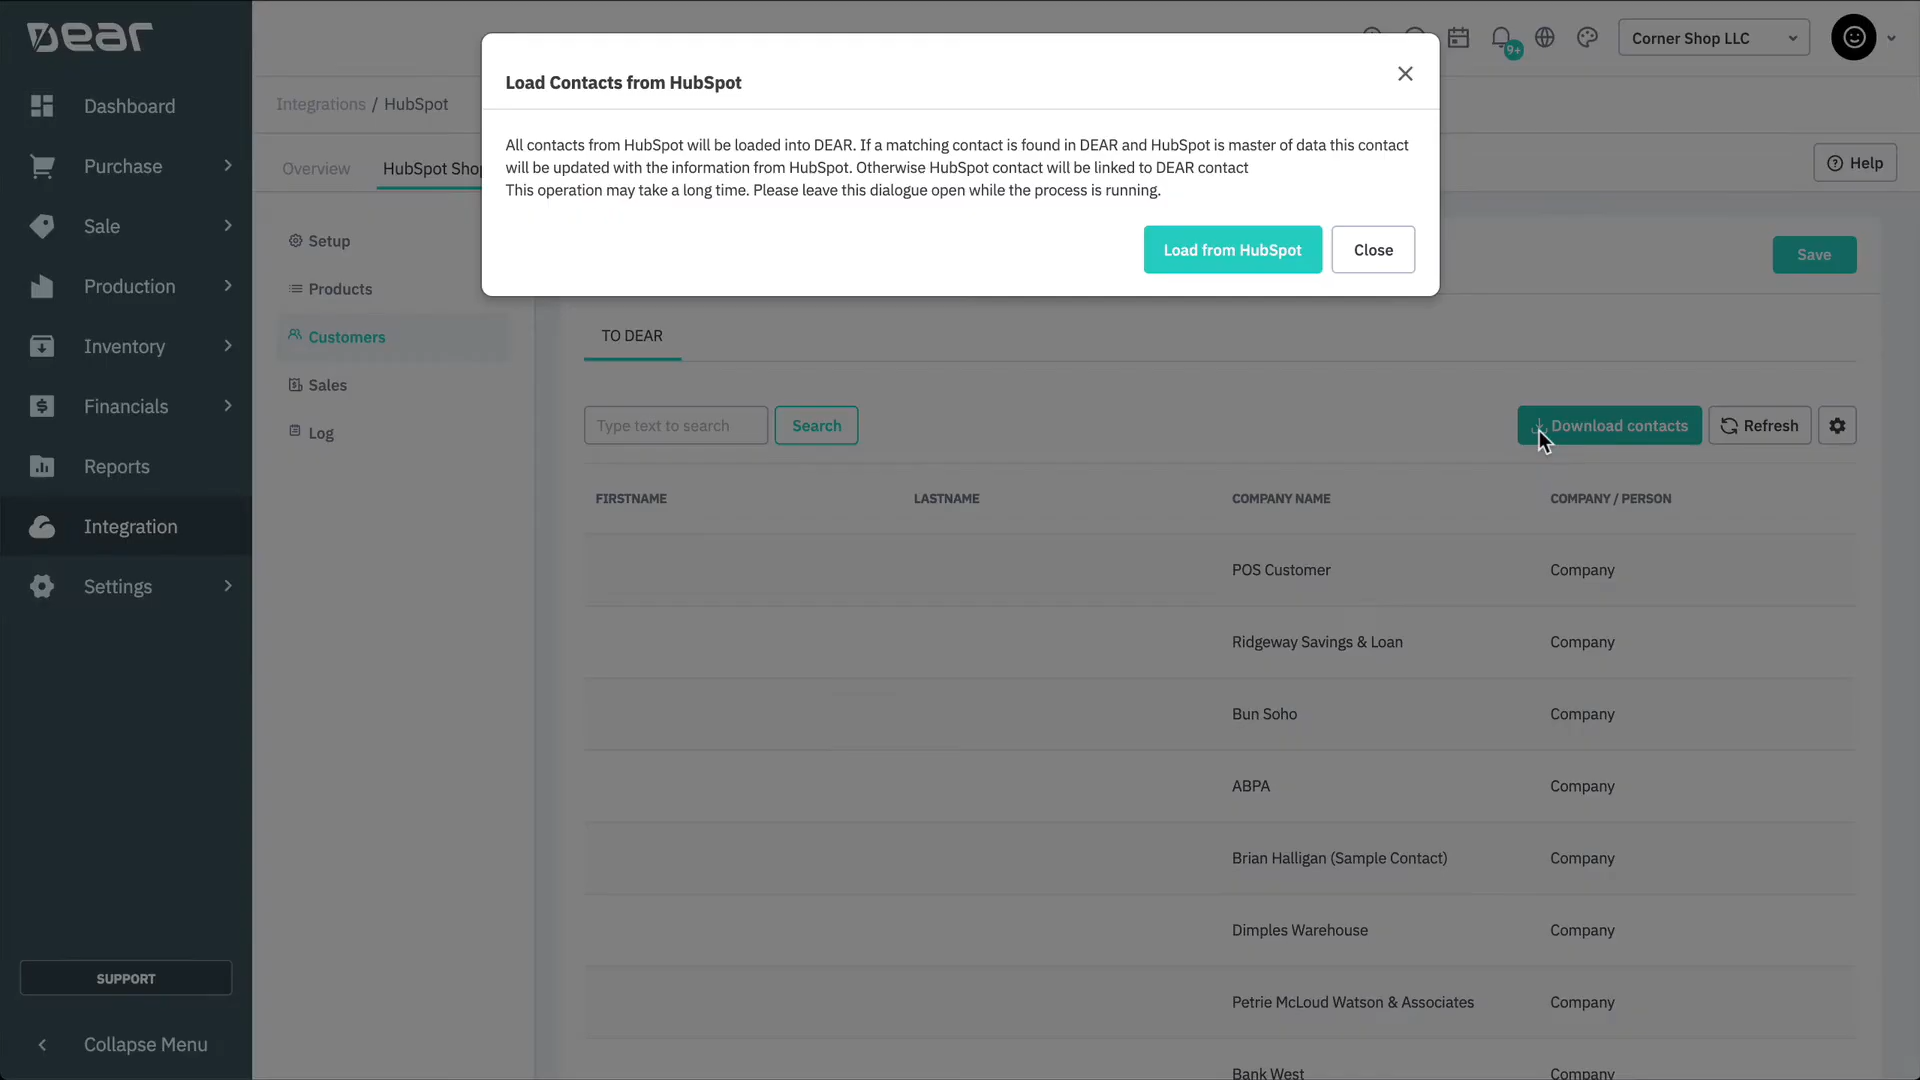 Dear
Dashboard
Purchase
Sale
Production
Inventory
Financials
Reports
Integration
Settings
SUPPORT
Collapse Menu
9+
Corner Shop LLC
Integrations / HubSpot
Overview
HubSpot Shop
Help
Load Contacts from HubSpot
All contacts from HubSpot will be loaded into DEAR. If a matching contact is found in DEAR and HubSpot is master of data this contact
will be updated with the information from HubSpot. Otherwise HubSpot contact will be linked to DEAR contact
This operation may take a long time. Please leave this dialogue open while the process is running.
Load from HubSpot
Close
Setup
Products
Customers
Sales
Log
Save
TO DEAR
Type text to search
Search
Download contacts
Refresh
FIRSTNAME LASTNAME COMPANY NAME COMPANY / PERSON
POS Customer Company
Ridgeway Savings & Loan Company
Bun Soho Company
ABPA Company
Brian Halligan (Sample Contact) Company
Dimples Warehouse Company
Petrie McLoud Watson & Associates Company
Bank West Company